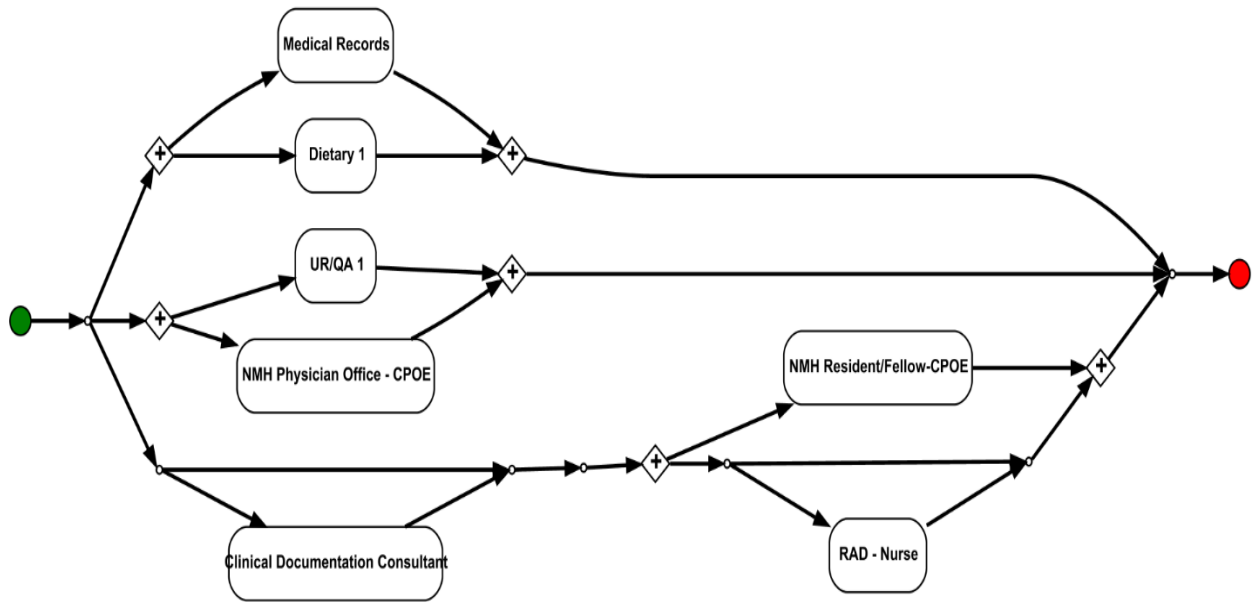 Medical Records
+
Dietary 1
+
UR/QA 1
+
+
NMH Physician Office - CPOE
NMH Resident/Fellow-CPOE
+
+
RAD - Nurse
Clinical Documentation Consultant